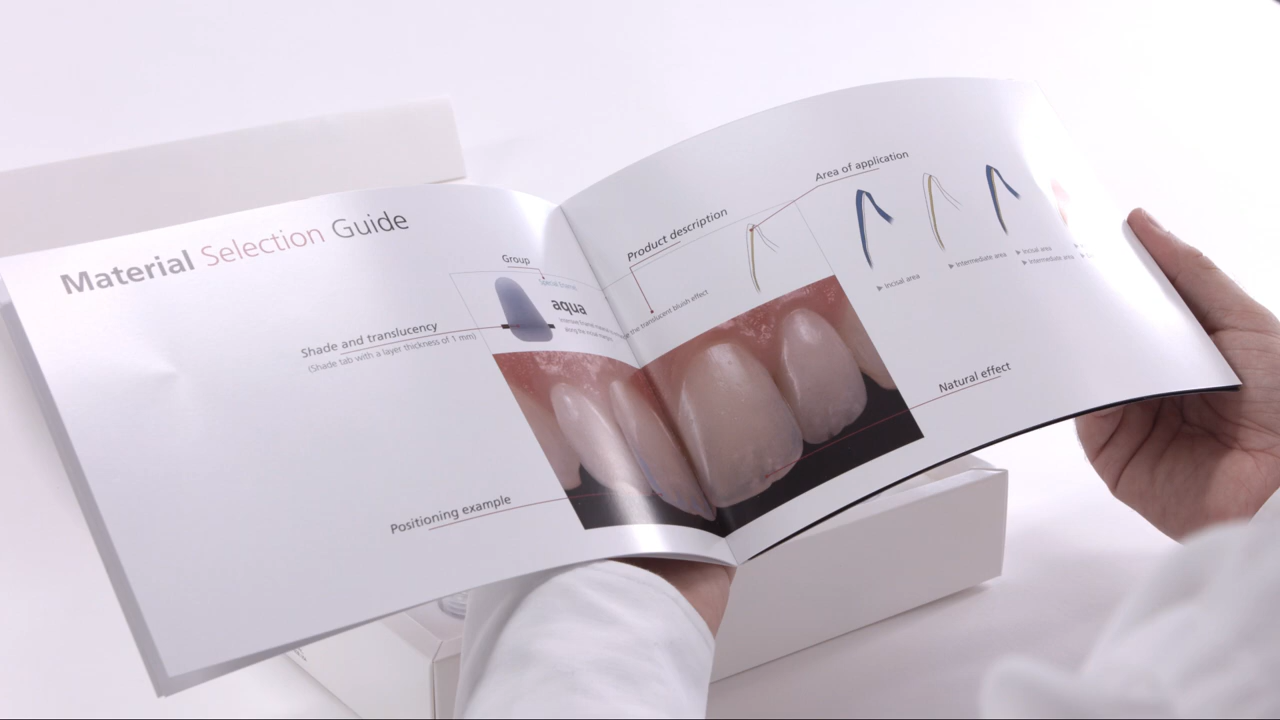 Material Selection Guide
Group
aqua
Shade and translucency
(Shade tab with a layer thickness of 1 mm)
Positioning example
Product description
the translucent bluish effect
Area of application
Incisal area
Intermediate area
Incisal area
Intermediate area
Natural effect